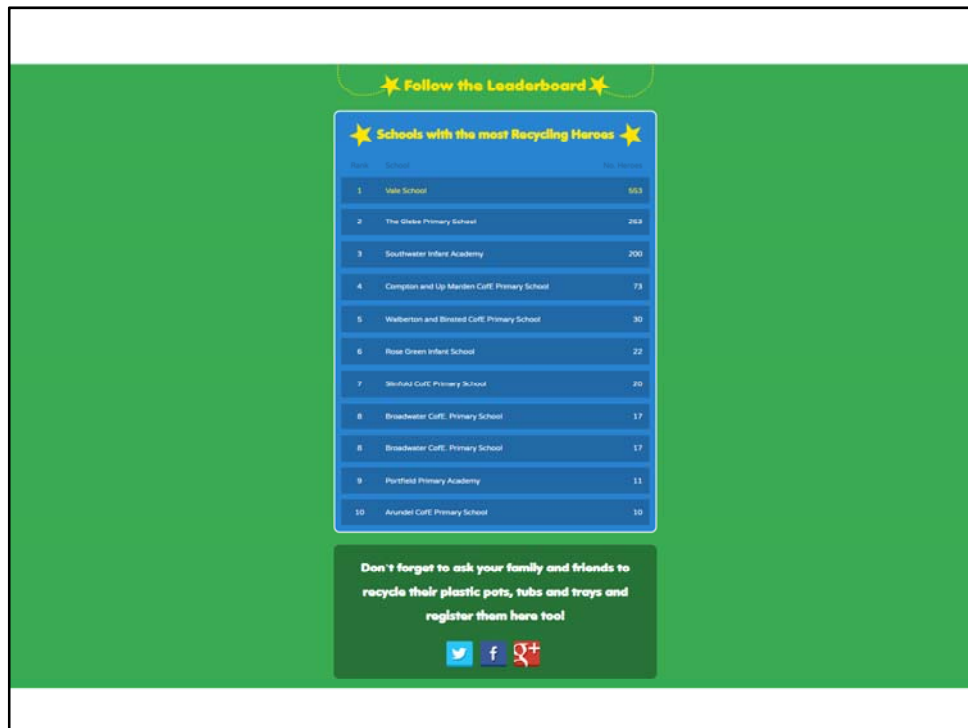 Follow the Leaderboard
Schools with the most Recycling Heroes
Rank School No. Heroes
1 Vale School 553
2 The Glebe Primary School 263
3 Southwater Infant Academy 200
4 Compton and Up Marden CofE Primary School 73
5 Walberton and Binsted CofE Primary School 30
6 Rose Green Infant School 22
7 Slinfold CofE Primary School 20
8 Broadwater CofE. Primary School 17
8 Broadwater CofE. Primary School 17
9 Portfield Primary Academy 11
10 Arundel CofE Primary School 10
Don't forget to ask your family and friends to
recycle their plastic pots, tubs and trays and
register them here too!
f
g+